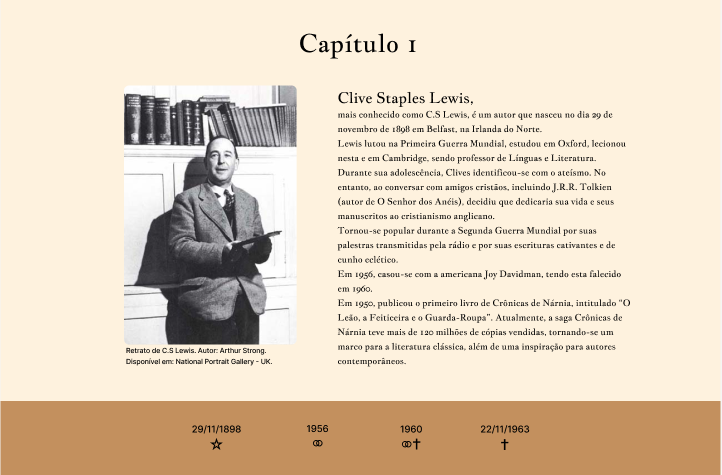 Capítulo 1
Clive Staples Lewis,
mais conhecido como C.S Lewis, é um autor que nasceu no dia 29 de
novembro de 1898 em Belfast, na Irlanda do Norte.
Lewis lutou na Primeira Guerra Mundial, estudou em Oxford, lecionou
nesta e em Cambridge, sendo professor de Línguas e Literatura.
Durante sua adolescência, Clives identificou-se com o ateísmo. No
entanto, ao conversar com amigos cristãos, incluindo J.R.R. Tolkien
(autor de O Senhor dos Anéis), decidiu que dedicaria sua vida e seus
manuscritos ao cristianismo anglicano.
Tornou-se popular durante a Segunda Guerra Mundial por suas
palestras transmitidas pela rádio e por suas escrituras cativantes e de
cunho eclético.
Em 1956, casou-se com a americana Joy Davidman, tendo esta falecido
em 1960.
Em 1950, publicou o primeiro livro de Crônicas de Nárnia, intitulado “O
Leão, a Feiticeira e o Guarda-Roupa”. Atualmente, a saga Crônicas de
Nárnia teve mais de 120 milhões de cópias vendidas, tornando-se um
marco para a literatura clássica, além de uma inspiração para autores
contemporâneos.
Retrato de C.S Lewis. Autor: Arthur Strong.
Disponível em: National Portrait Gallery - UK.
29/11/1898
1956
1960
22/11/1963